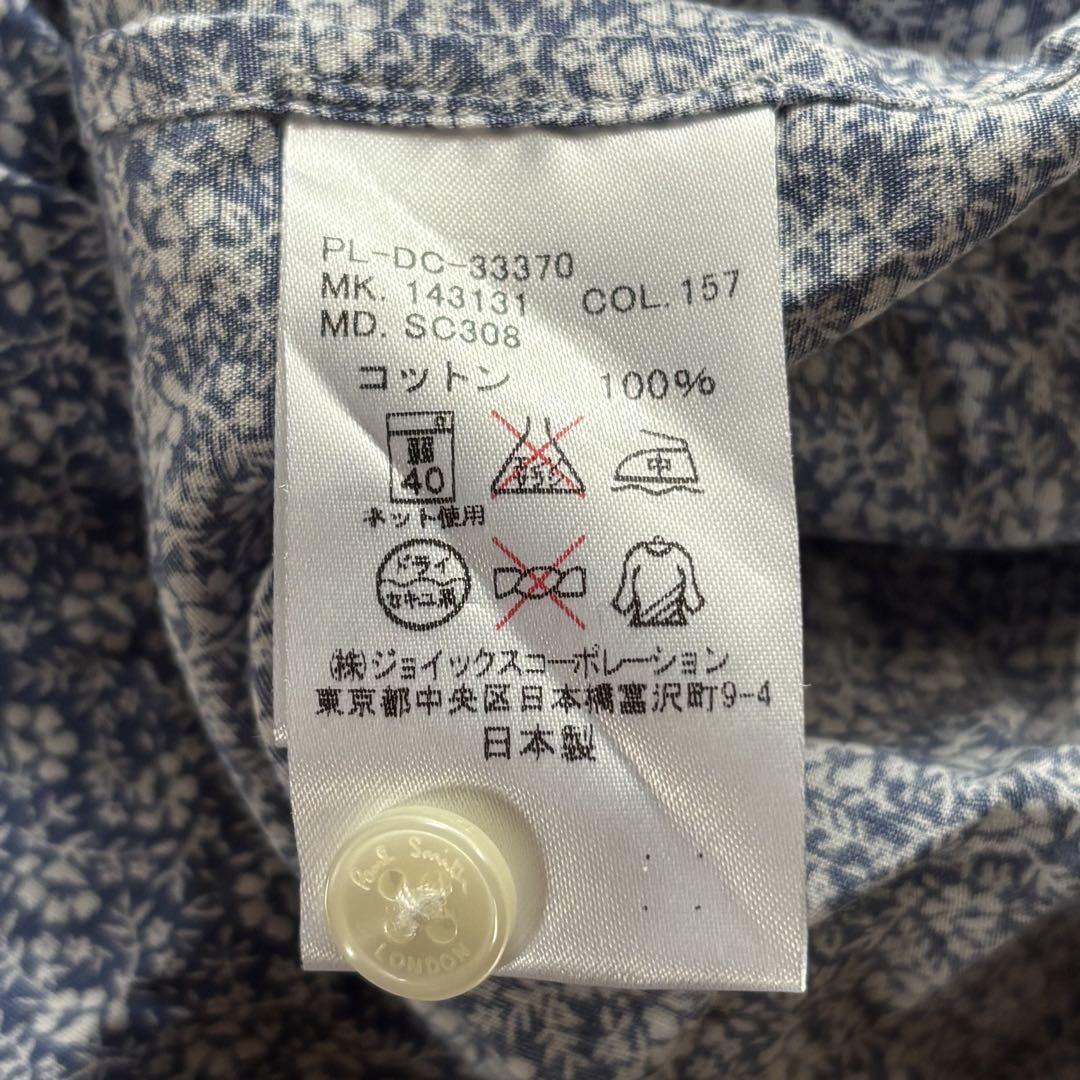 PL-DC-33370
MK. 143131 COL. 157
MD. SC308
コットン 100%
弱
40
エンソサラシ
中
ネット使用
ドライ
セキユ系
(株)ジョイックスコーポレーション
東京都中央区日本橋富沢町9-4
日本製
Paul Smith
LONDON